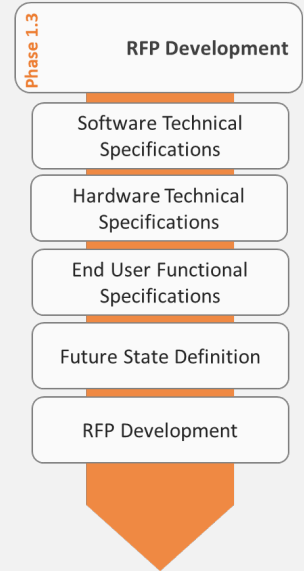 Phase 1.3
RFP Development
Software Technical
Specifications
Hardware Technical
Specifications
End User Functional
Specifications
Future State Definition
RFP Development